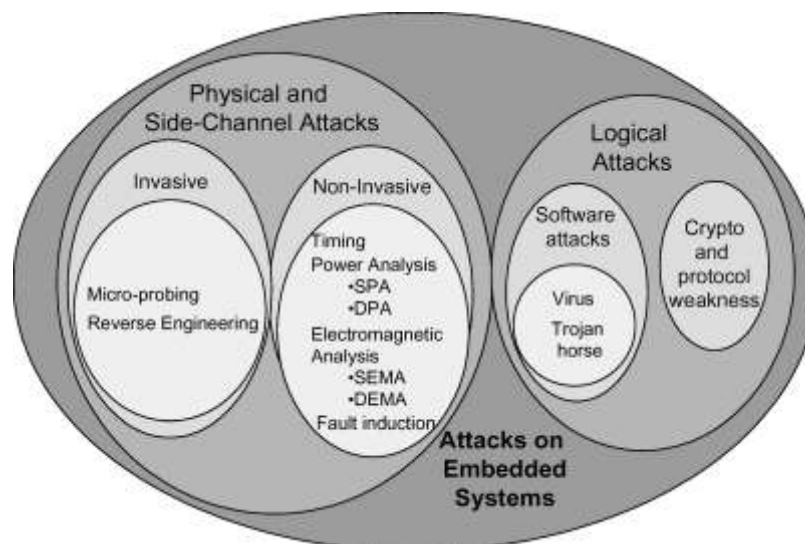 Physical and
Side-Channel Attacks
Invasive
Micro-probing
Reverse Engineering
Non-Invasive
Timing
Power Analysis
•SPA
•DPA
Electromagnetic
Analysis
•SEMA
•DEMA
Fault induction
Logical
Attacks
Software
attacks
Virus
Trojan
horse
Crypto
and
protocol
weakness
Attacks on
Embedded
Systems